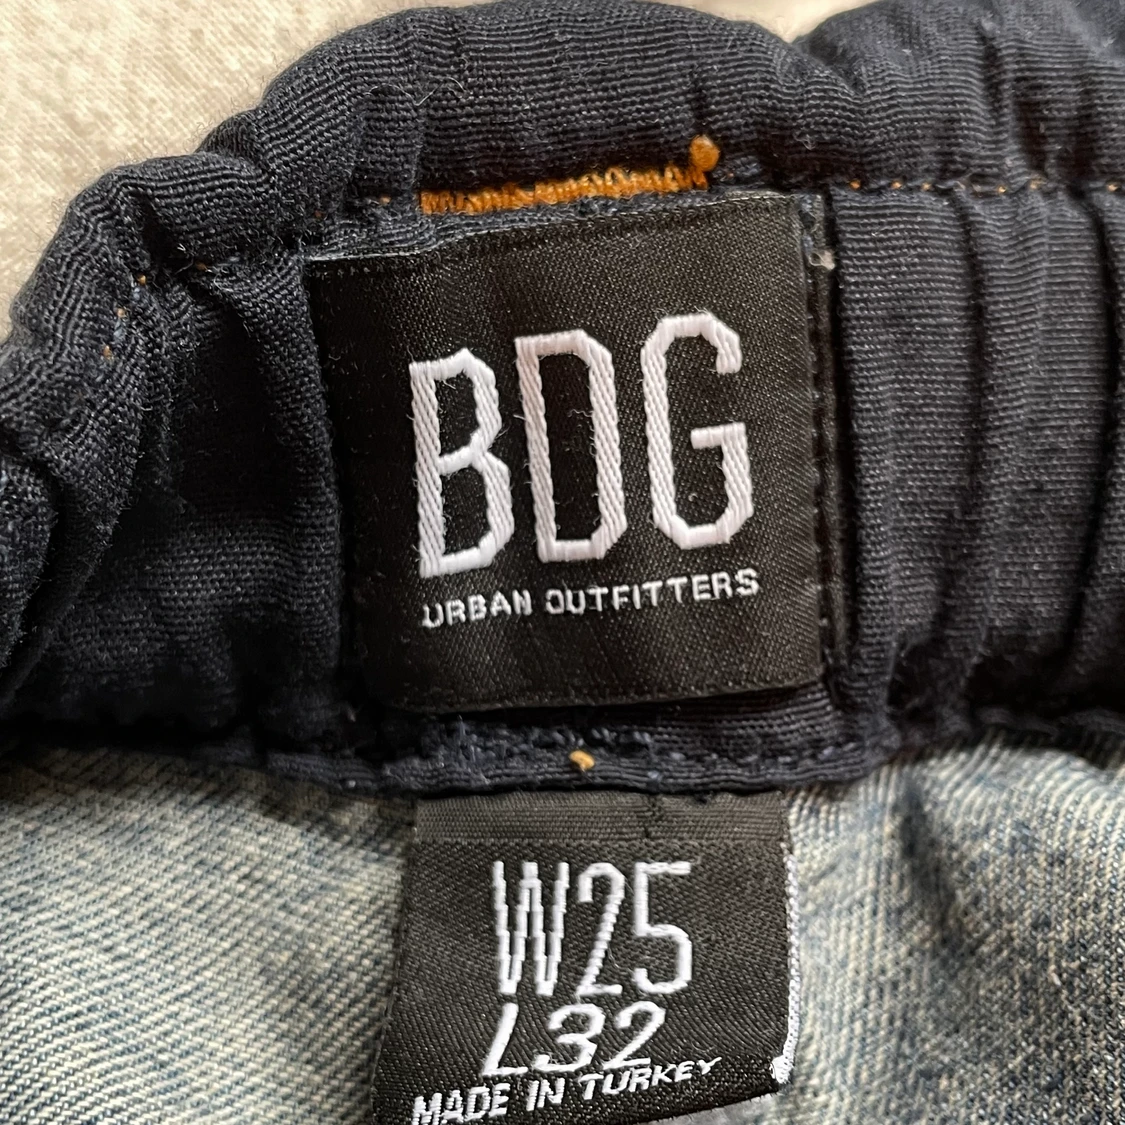 BDG
URBAN OUTFITTERS
W25
L32
MADE IN TURKEY